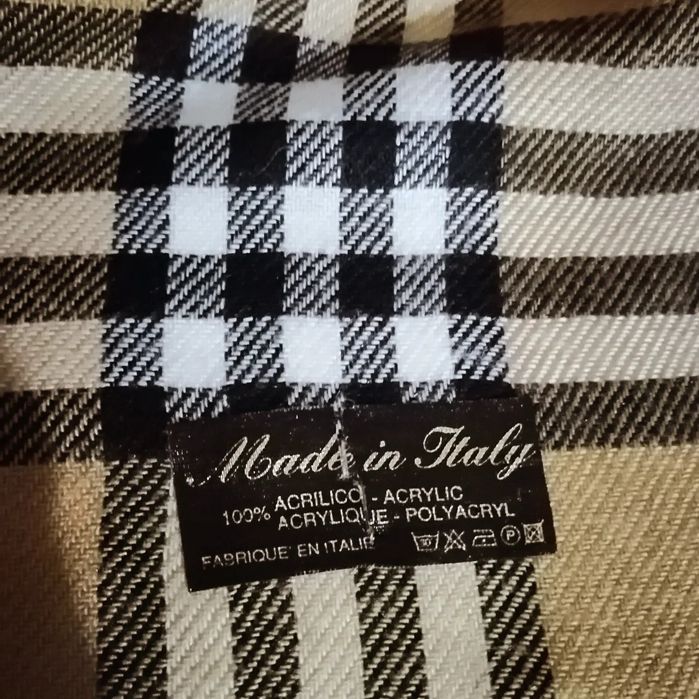 Made in Italy
100% ACRILICO - ACRYLIC
ACRYLIQUE - POLYACRYL
FABRIQUE' EN ITALIE